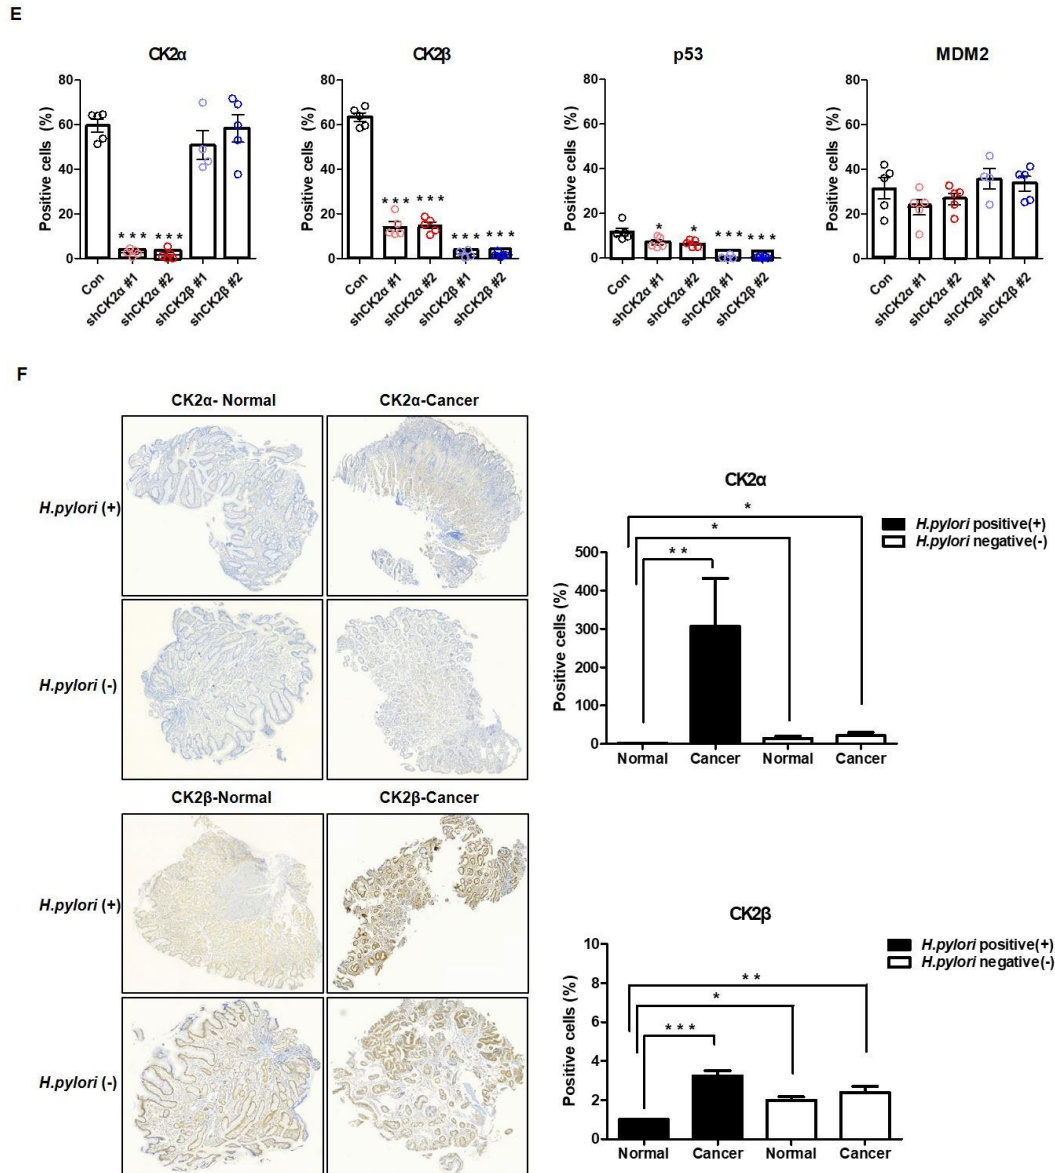 E
CK2α
Positive cells (%)
80
60
40
20
0
* * *
* * *
Con
shCK2α #1
shCK2α #2
shCK2β #1
shCK2β #2
CK2β
Positive cells (%)
80
60
40
20
0
* * *
* * *
* * *
* * *
Con
shCK2α #1
shCK2α #2
shCK2β #1
shCK2β #2
p53
Positive cells (%)
80
60
40
20
0
*
*
* * *
* * *
Con
shCK2α #1
shCK2α #2
shCK2β #1
shCK2β #2
MDM2
Positive cells (%)
80
60
40
20
0
Con
shCK2α #1
shCK2α #2
shCK2β #1
shCK2β #2
F
CK2α- Normal
CK2α-Cancer
H.pylori (+)
H.pylori (-)
CK2β-Normal
CK2β-Cancer
H.pylori (+)
H.pylori (-)
CK2α
*
*
* *
H.pylori positive(+)
H.pylori negative(-)
Positive cells (%)
500
400
300
200
100
0
Normal
Cancer
Normal
Cancer
CK2β
H.pylori positive(+)
H.pylori negative(-)
* *
*
* * *
Positive cells (%)
10
8
6
4
2
0
Normal
Cancer
Normal
Cancer